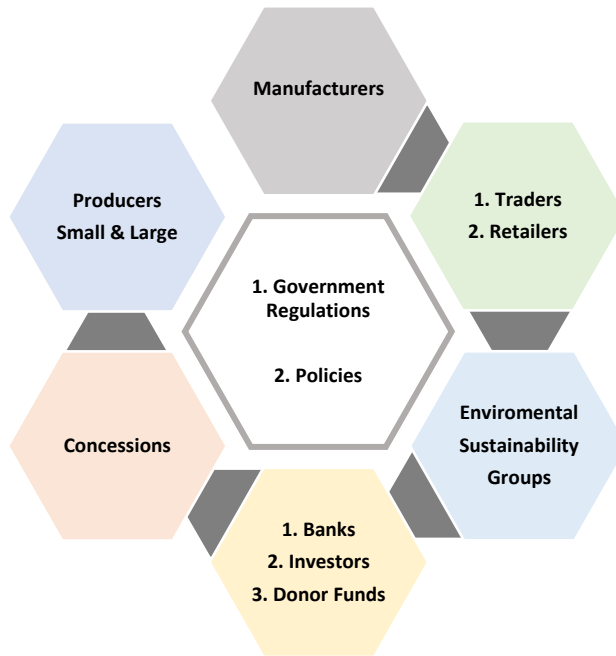 Manufacturers
Producers
Small & Large
1. Traders
2. Retailers
1. Government
Regulations
2. Policies
Concessions
Enviromental
Sustainability
Groups
1. Banks
2. Investors
3. Donor Funds